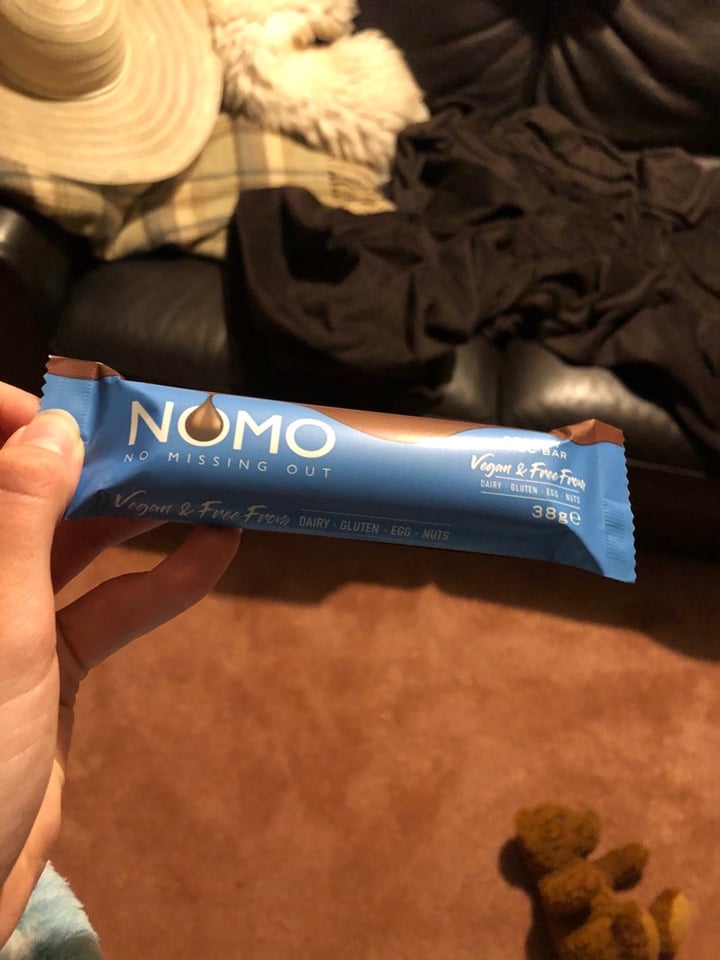 NOMO
NO MISSING OUT
Vegan & Free From DAIRY · GLUTEN · EGG · NUTS
BAR
Vegan & Free From
DAIRY · GLUTEN · EGG · NUTS
38g℮